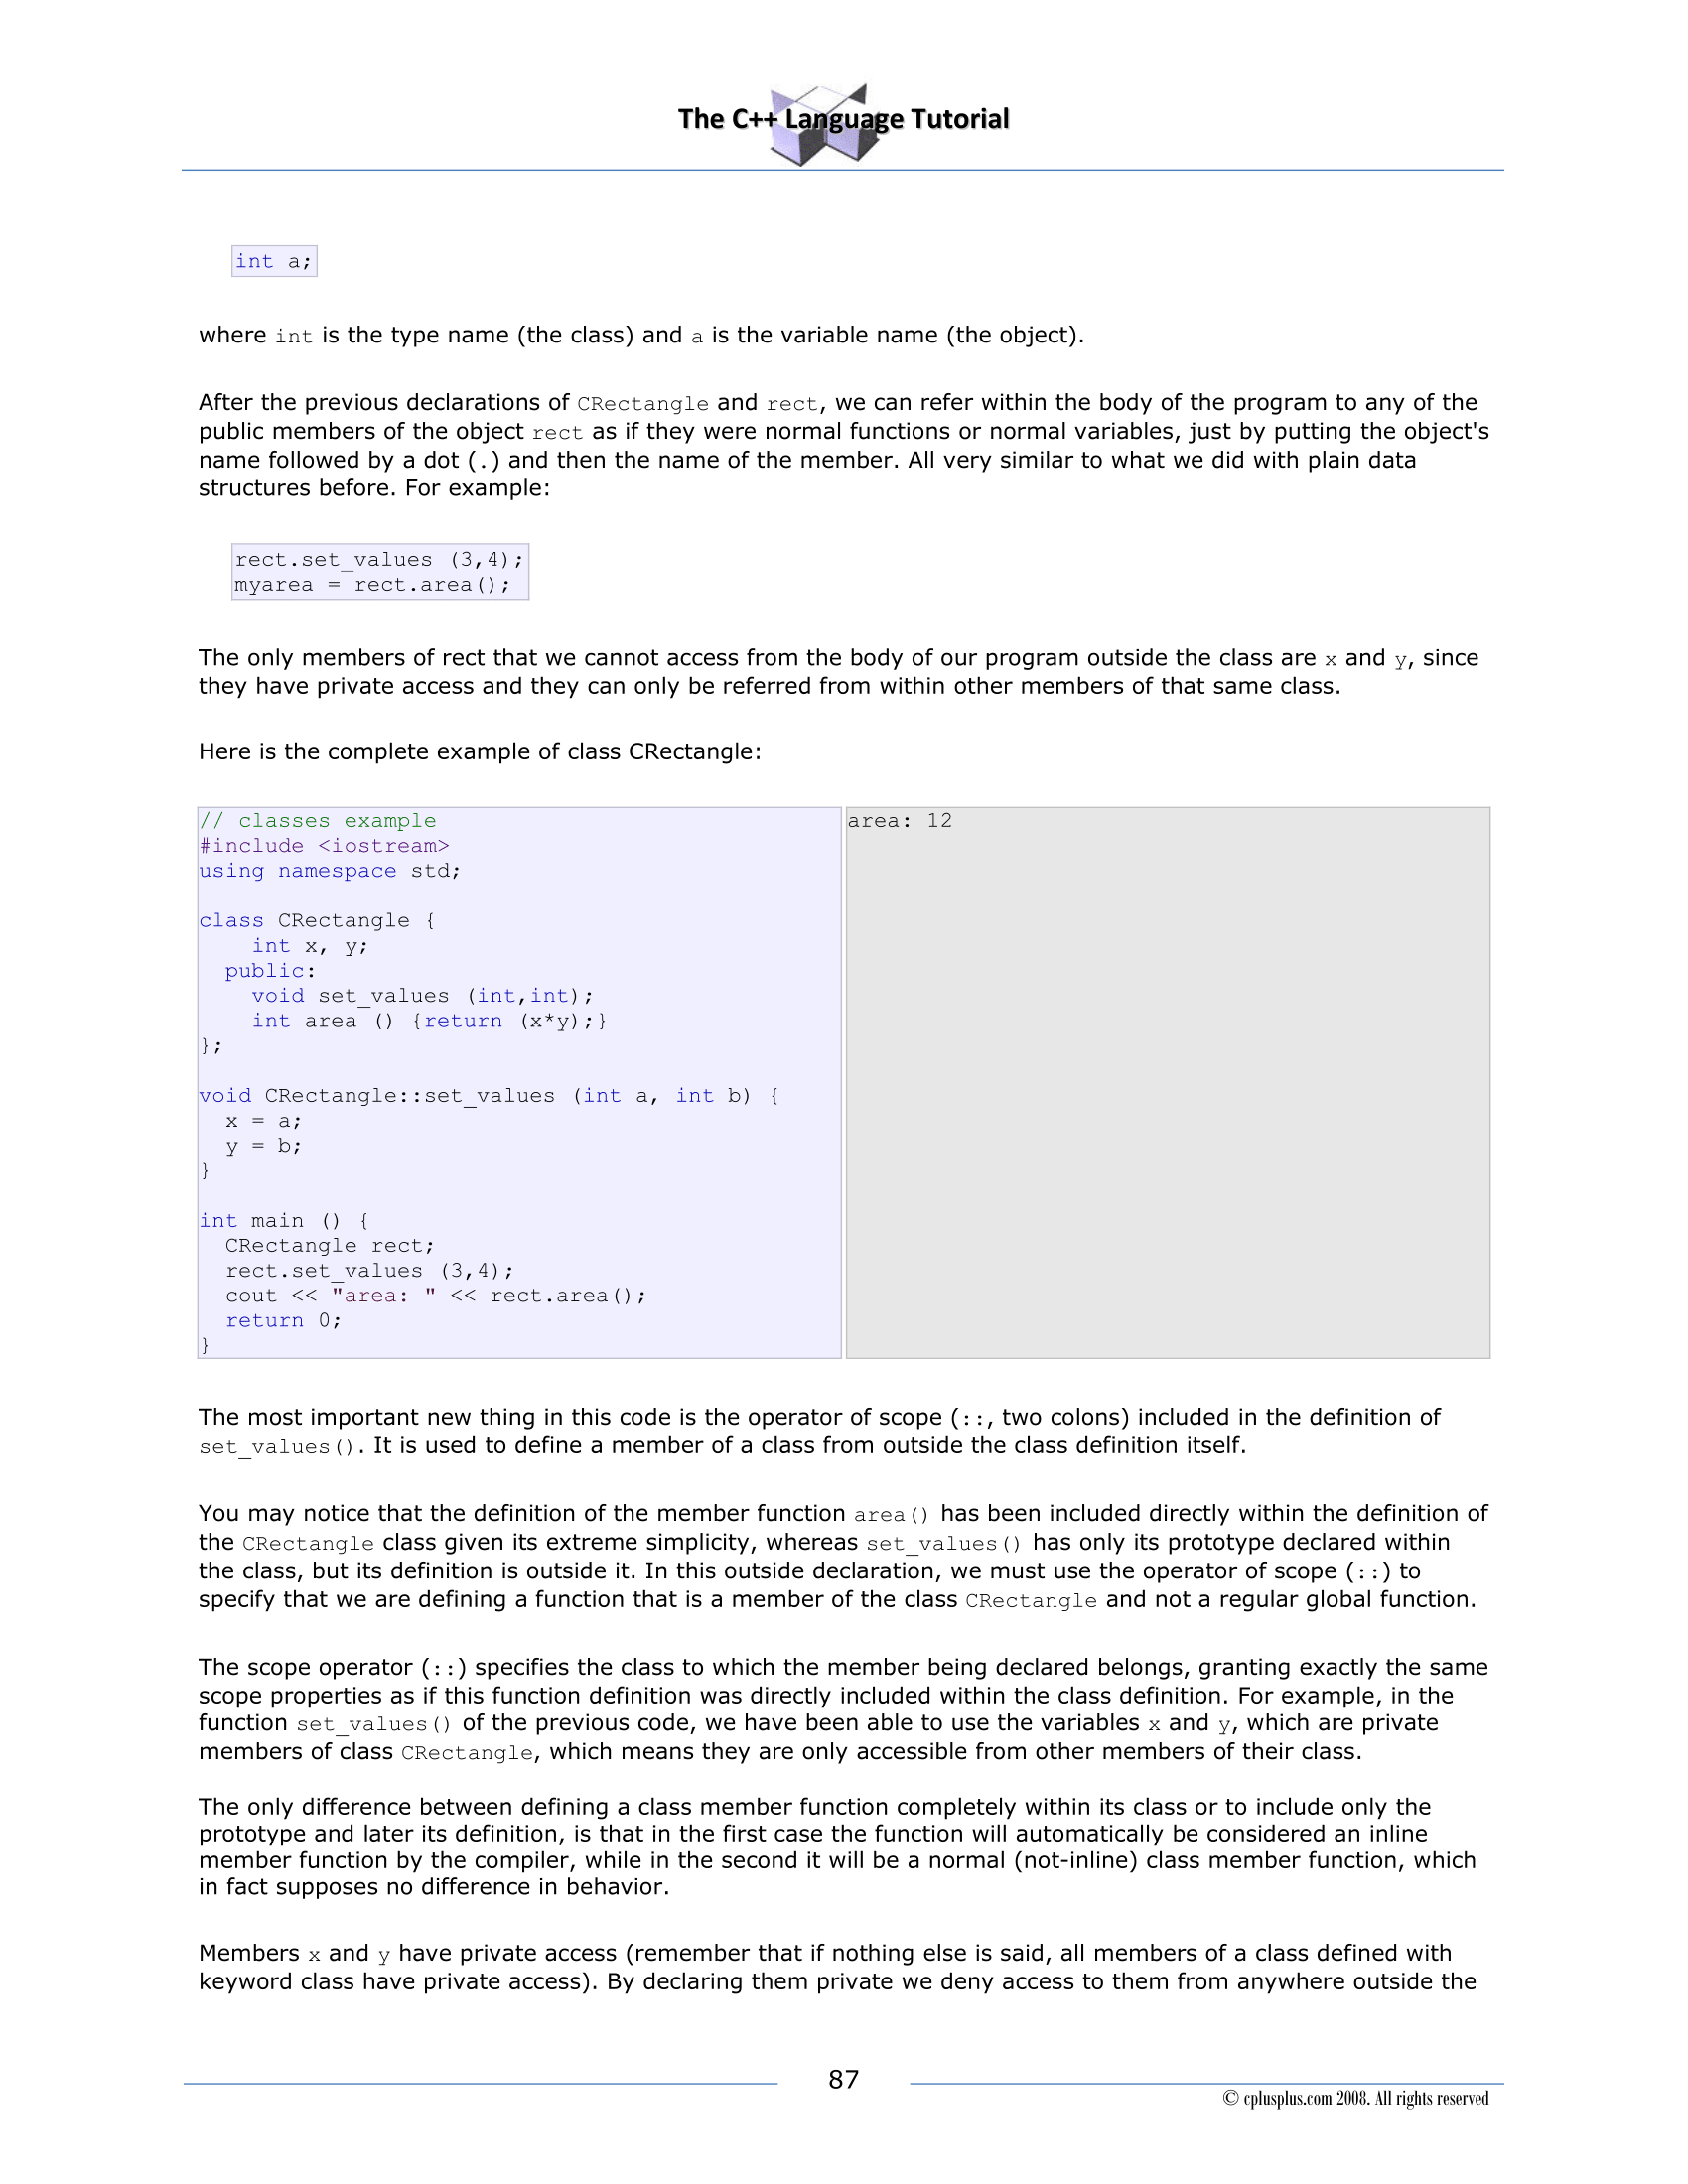 The C++ Language Tutorial
int a;
where int is the type name (the class) and a is the variable name (the object).
After the previous declarations of CRectangle and rect, we can refer within the body of the program to any of the
public members of the object rect as if they were normal functions or normal variables, just by putting the object's
name followed by a dot (.) and then the name of the member. All very similar to what we did with plain data
structures before. For example:
rect.set_values (3,4);
myarea = rect.area();
The only members of rect that we cannot access from the body of our program outside the class are x and y, since
they have private access and they can only be referred from within other members of that same class.
Here is the complete example of class CRectangle:
// classes example
#include <iostream>
using namespace std;

class CRectangle {
    int x, y;
  public:
    void set_values (int,int);
    int area () {return (x*y);}
};

void CRectangle::set_values (int a, int b) {
  x = a;
  y = b;
}

int main () {
  CRectangle rect;
  rect.set_values (3,4);
  cout << "area: " << rect.area();
  return 0;
}
area: 12
The most important new thing in this code is the operator of scope (::, two colons) included in the definition of
set_values(). It is used to define a member of a class from outside the class definition itself.
You may notice that the definition of the member function area() has been included directly within the definition of
the CRectangle class given its extreme simplicity, whereas set_values() has only its prototype declared within
the class, but its definition is outside it. In this outside declaration, we must use the operator of scope (::) to
specify that we are defining a function that is a member of the class CRectangle and not a regular global function.
The scope operator (::) specifies the class to which the member being declared belongs, granting exactly the same
scope properties as if this function definition was directly included within the class definition. For example, in the
function set_values() of the previous code, we have been able to use the variables x and y, which are private
members of class CRectangle, which means they are only accessible from other members of their class.
The only difference between defining a class member function completely within its class or to include only the
prototype and later its definition, is that in the first case the function will automatically be considered an inline
member function by the compiler, while in the second it will be a normal (not-inline) class member function, which
in fact supposes no difference in behavior.
Members x and y have private access (remember that if nothing else is said, all members of a class defined with
keyword class have private access). By declaring them private we deny access to them from anywhere outside the
87
© cplusplus.com 2008. All rights reserved